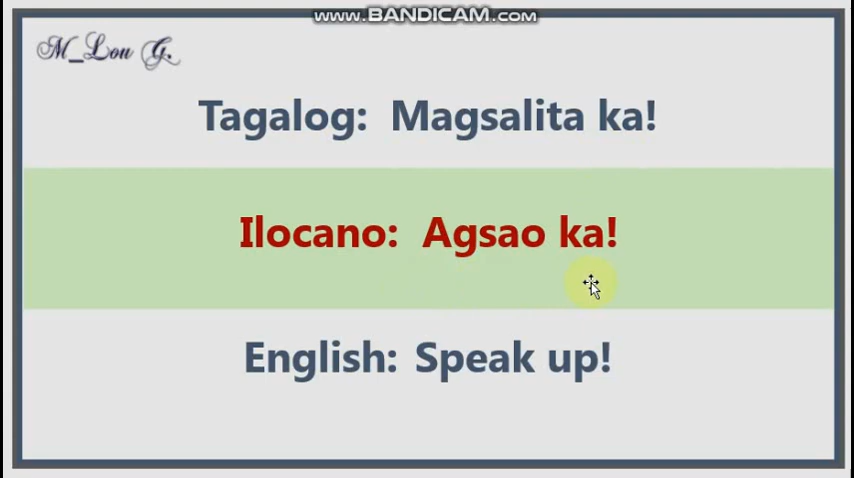 www.BANDICAM.com
M_Lou G.
Tagalog: Magsalita ka!
Ilocano: Agsao ka!
English: Speak up!